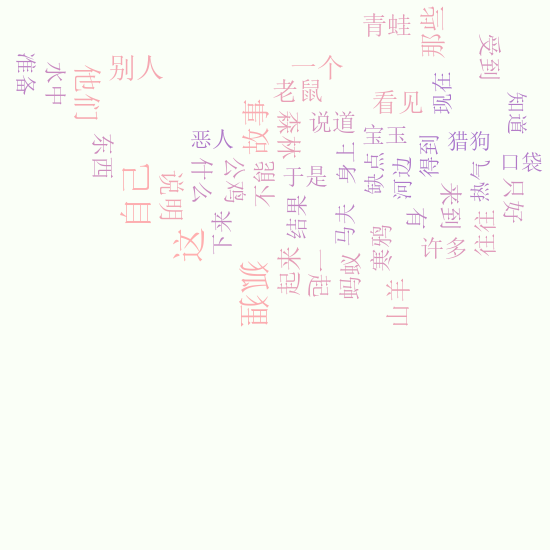 准备
水中
他们
别人
东西
自己
说明
这
恶人
什么
公鸡
下来
故事
不能
狐狸
一个
老鼠
森林
说道
于是
结果
起来
一起
身上
马夫
蚂蚁
青蛙
那些
看见
现在
宝玉
缺点
河边
得到
寒鸦
有
许多
山羊
受到
知道
猎狗
口袋
热气
只好
来到
往往